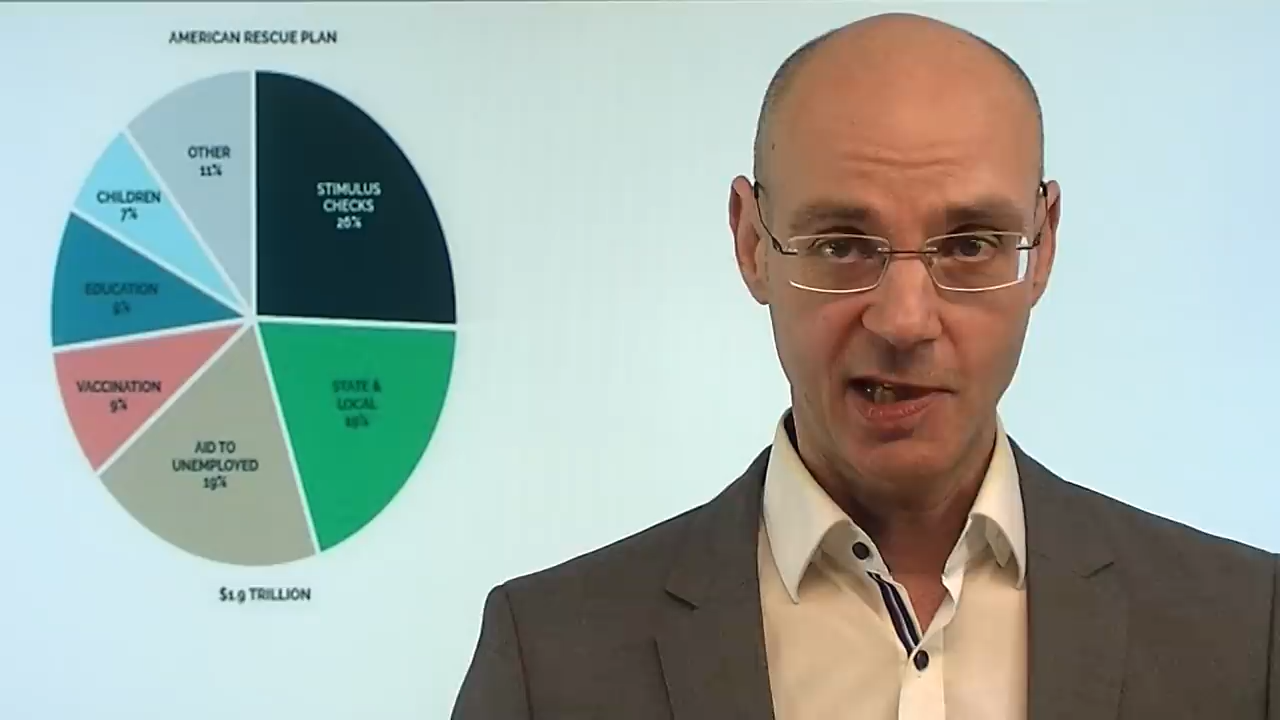 AMERICAN RESCUE PLAN
OTHER
11%
STIMULUS
CHECKS
26%
CHILDREN
7%
EDUCATION
9%
VACCINATION
9%
STATE &
LOCAL
19%
AID TO
UNEMPLOYED
19%
$1.9 TRILLION